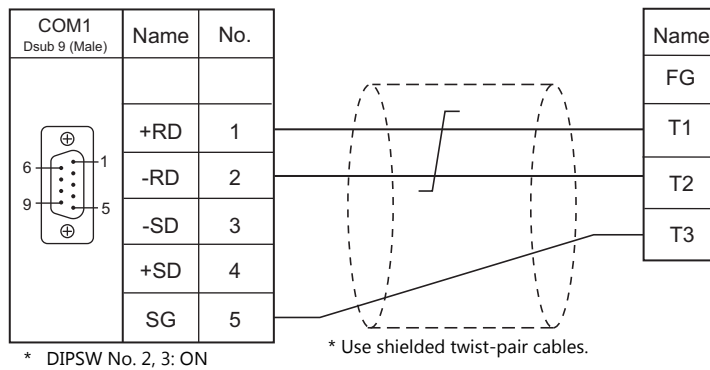 COM1
Dsub 9 (Male)
Name
No.
+RD
1
-RD
2
-SD
3
+SD
4
SG
5
6
1
9
5
Name
FG
T1
T2
T3
* DIPSW No. 2, 3: ON
* Use shielded twist-pair cables.